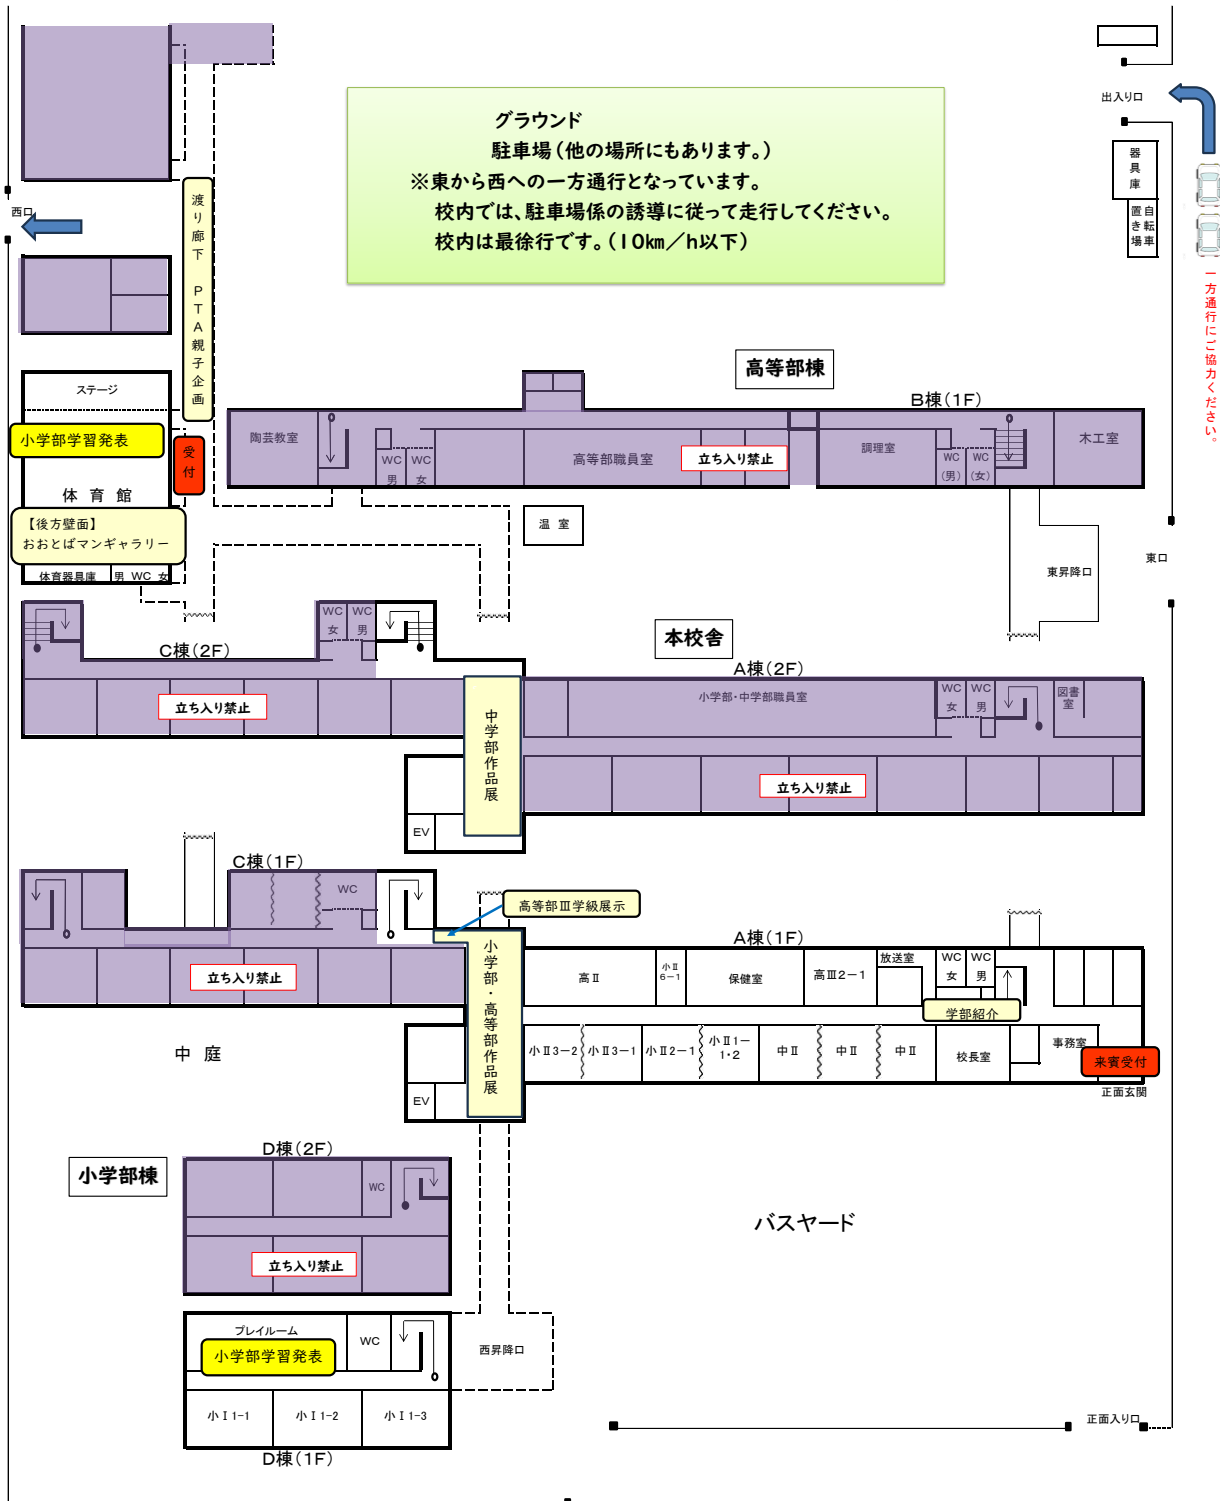 グラウンド
駐車場（他の場所にもあります。）
※東から西への一方通行となっています。
校内では、駐車場係の誘導に従って走行してください。
校内は最徐行です。（10km／h以下）
出入り口
器具庫
自転車置き場
一方通行にご協力ください。
西口
渡り廊下　PTA親子企画
ステージ
小学部学習発表
受付
体育館
【後方壁面】
おおとばマンギャラリー
体育器具庫
男 WC 女
高等部棟
B棟（1F）
陶芸教室
WC
男
WC
女
高等部職員室
立ち入り禁止
調理室
WC
（男）
WC
（女）
木工室
温室
東昇降口
東口
本校舎
C棟（2F）
WC
女
WC
男
立ち入り禁止
中学部作品展
EV
A棟（2F）
小学部・中学部職員室
WC
女
WC
男
図書室
立ち入り禁止
C棟（1F）
WC
立ち入り禁止
高等部Ⅲ学級展示
小学部・高等部作品展
EV
中庭
A棟（1F）
高Ⅱ
小Ⅱ
6－1
保健室
高Ⅲ2－1
放送室
WC
女
WC
男
学部紹介
小Ⅱ3－2
小Ⅱ3－1
小Ⅱ2－1
小Ⅱ1－
1・2
中Ⅱ
中Ⅱ
中Ⅱ
校長室
事務室
来賓受付
正面玄関
小学部棟
D棟（2F）
WC
立ち入り禁止
バスヤード
プレイルーム
小学部学習発表
WC
西昇降口
小Ⅰ1-1
小Ⅰ1-2
小Ⅰ1-3
D棟（1F）
正面入り口